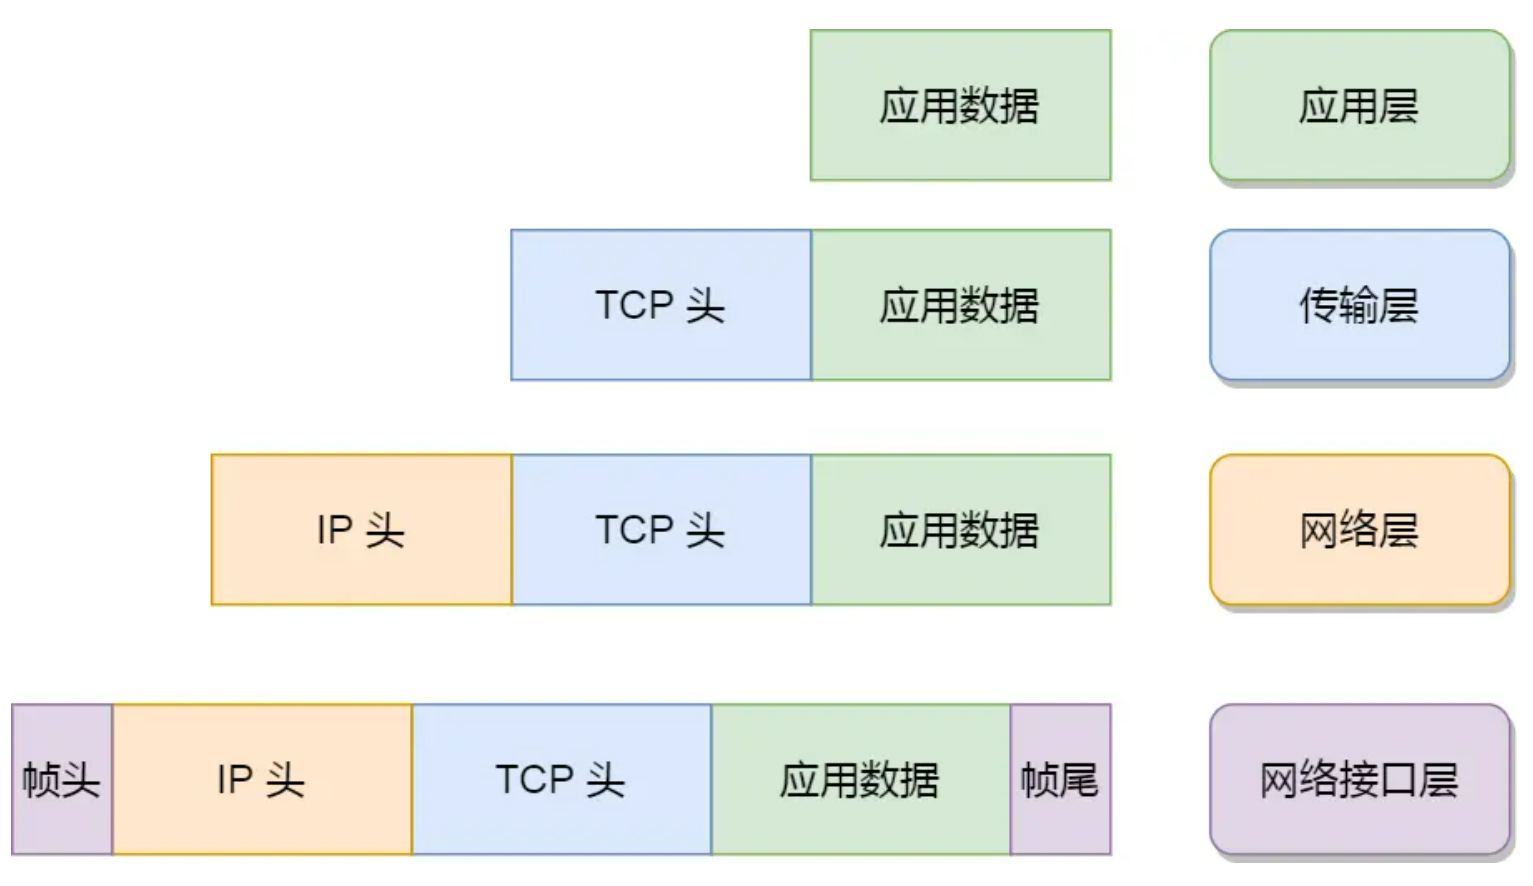 应用数据 应用层
TCP 头 应用数据 传输层
IP 头 TCP 头 应用数据 网络层
帧头 IP 头 TCP 头 应用数据 帧尾 网络接口层